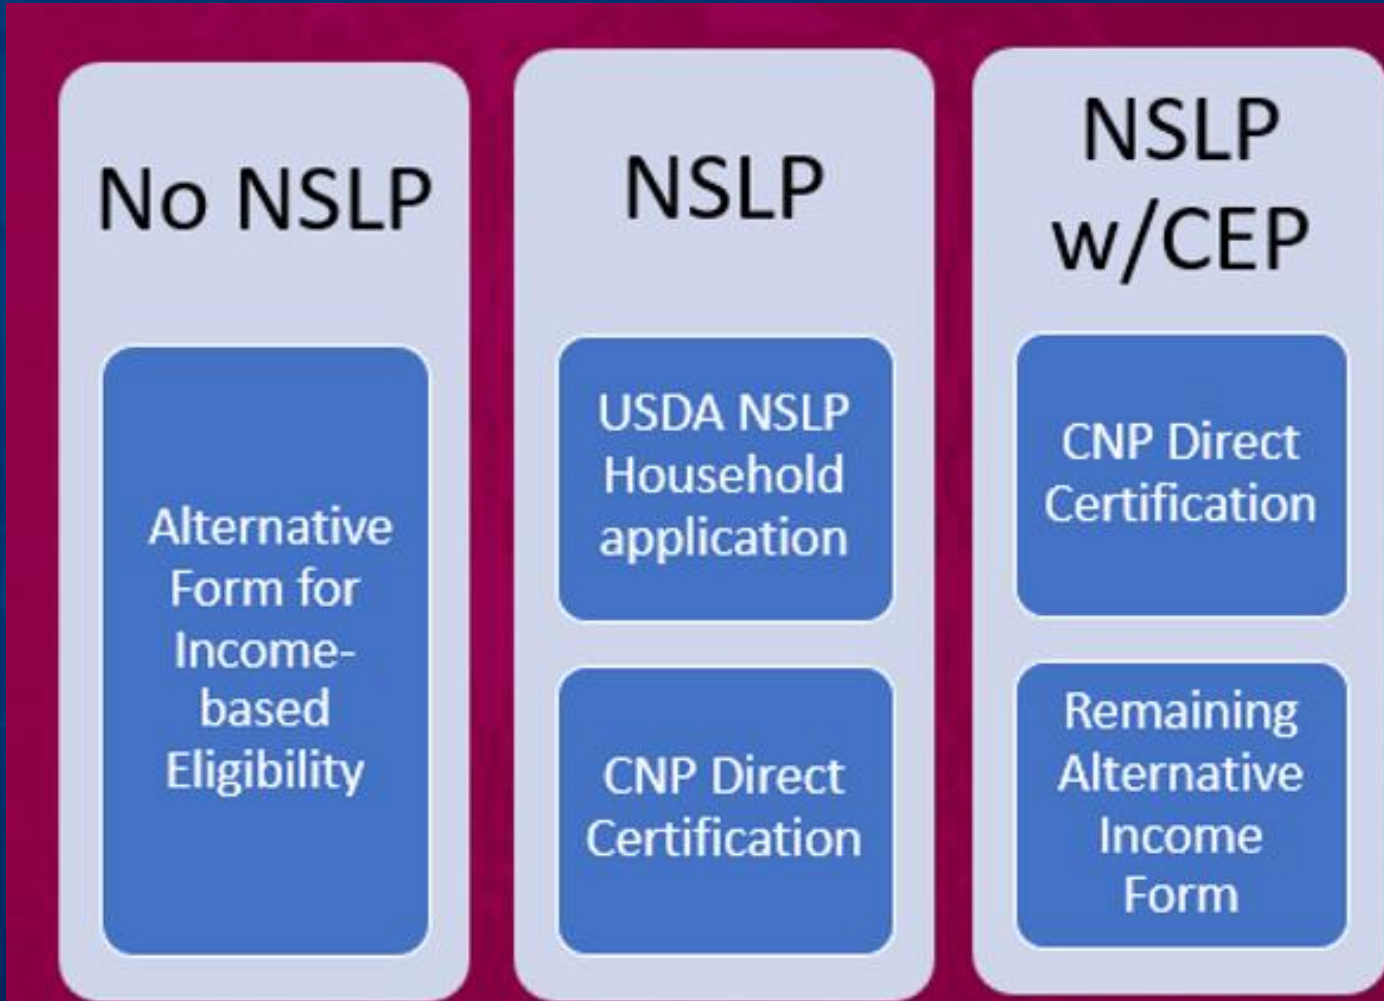 No NSLP
Alternative
Form for
Income-
based
Eligibility
NSLP
USDA NSLP
Household
application
CNP Direct
Certification
NSLP
w/CEP
CNP Direct
Certification
Remaining
Alternative
Income
Form